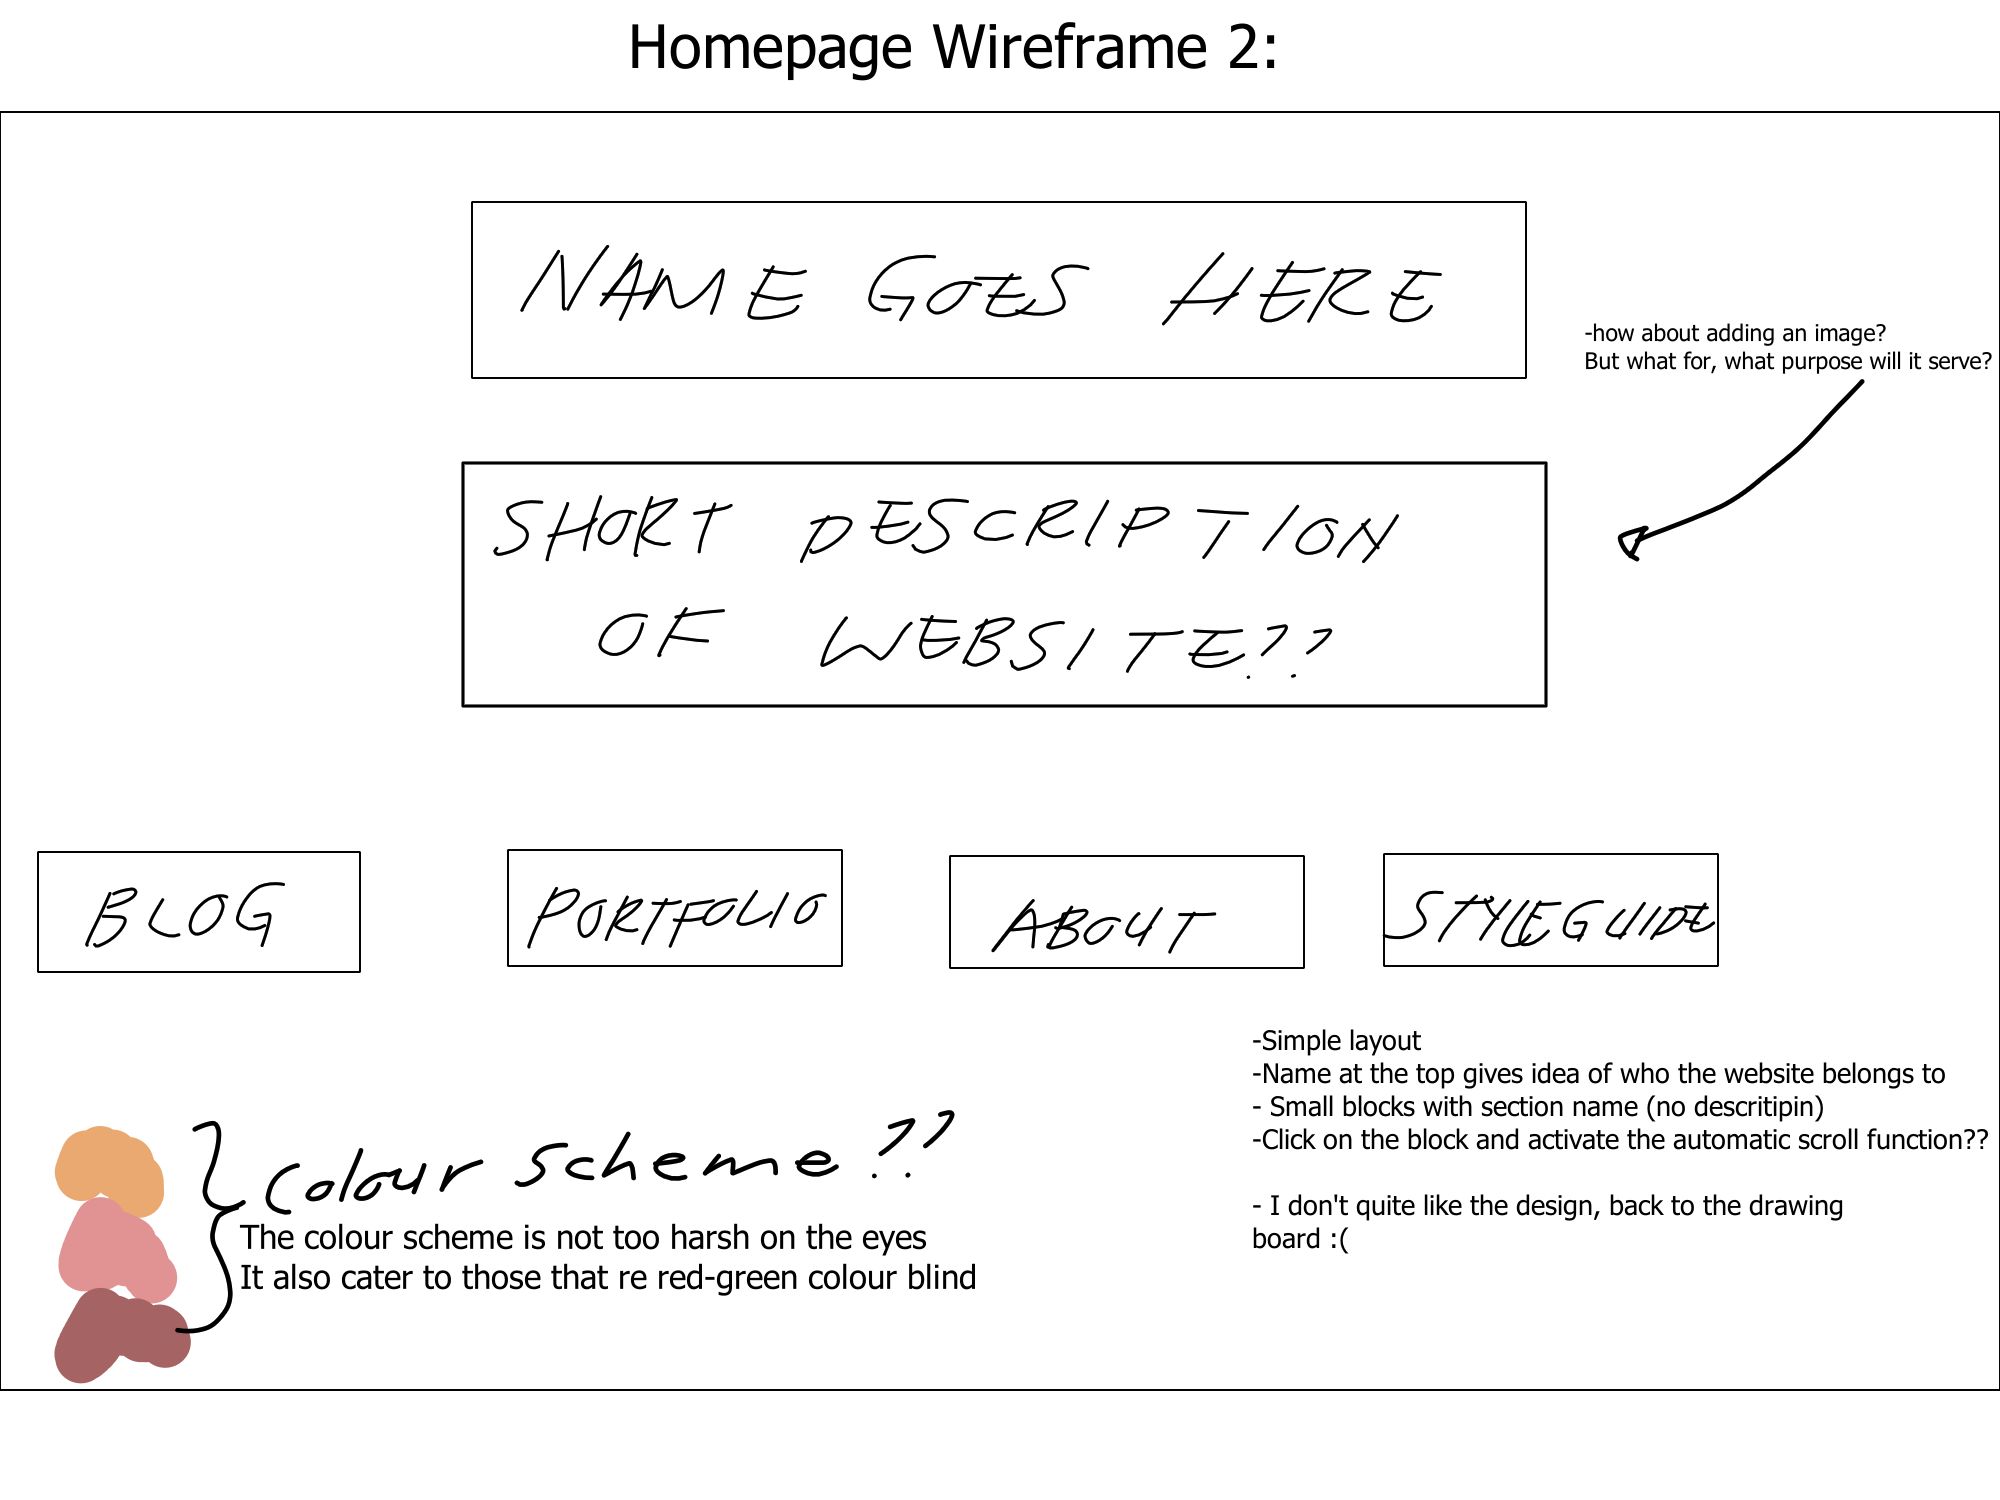 Homepage Wireframe 2:
NAME GOES HERE
-how about adding an image?
But what for, what purpose will it serve?
SHORT DESCRIPTION
OF WEBSITE??
BLOG
PORTFOLIO
ABOUT
STYLEGUIDE
-Simple layout
-Name at the top gives idea of who the website belongs to
- Small blocks with section name (no descritipin)
-Click on the block and activate the automatic scroll function??
- I don't quite like the design, back to the drawing
board :(
Colour scheme??
The colour scheme is not too harsh on the eyes
It also cater to those that re red-green colour blind